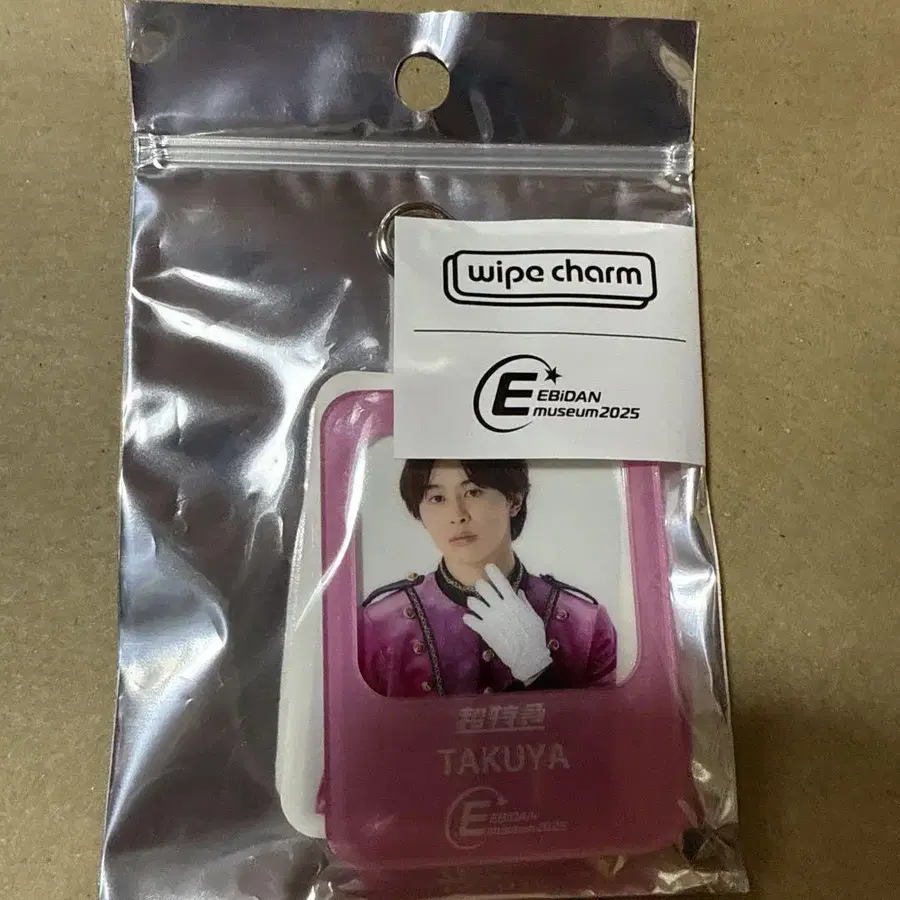 wipe charm
E EBiDAN
museum2025
超特急
TAKUYA
E EBiDAN
museum2025